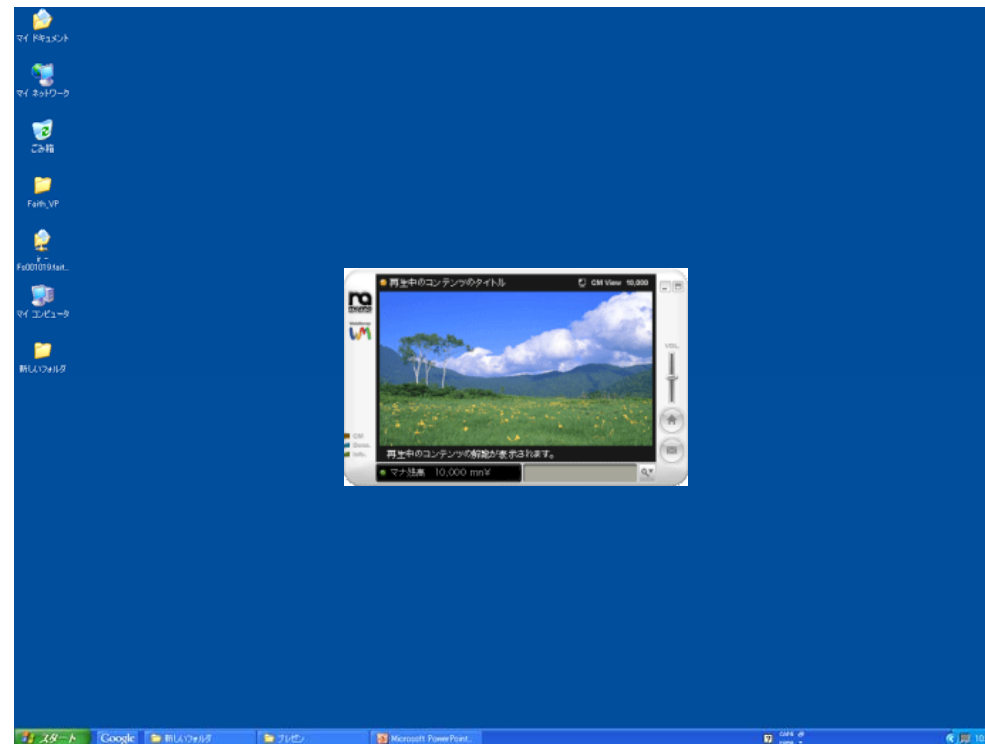 マイ ドキュメント
マイ ネットワーク
ごみ箱
Faith_VP
マイ コンピュータ
新しいフォルダ
再生中のコンテンツのタイトル
CM View 10,000
VOL.
CM
Info.
再生中のコンテンツの解説が表示されます。
マナ残高 10,000 mn¥
スタート
Google
新しいフォルダ
プレゼン
Microsoft PowerPoint...
CAPS
10